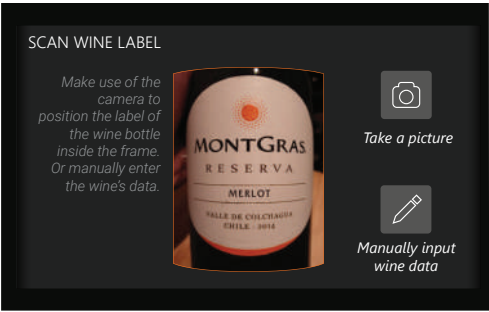 SCAN WINE LABEL
Make use of the
camera to
position the label of
the wine bottle
inside the frame.
Or manually enter
the wine's data.
MONTGRAS
RESERVA
MERLOT
VALLE DE COLCHAGUA
CHILE - 2014
Take a picture
Manually input
wine data